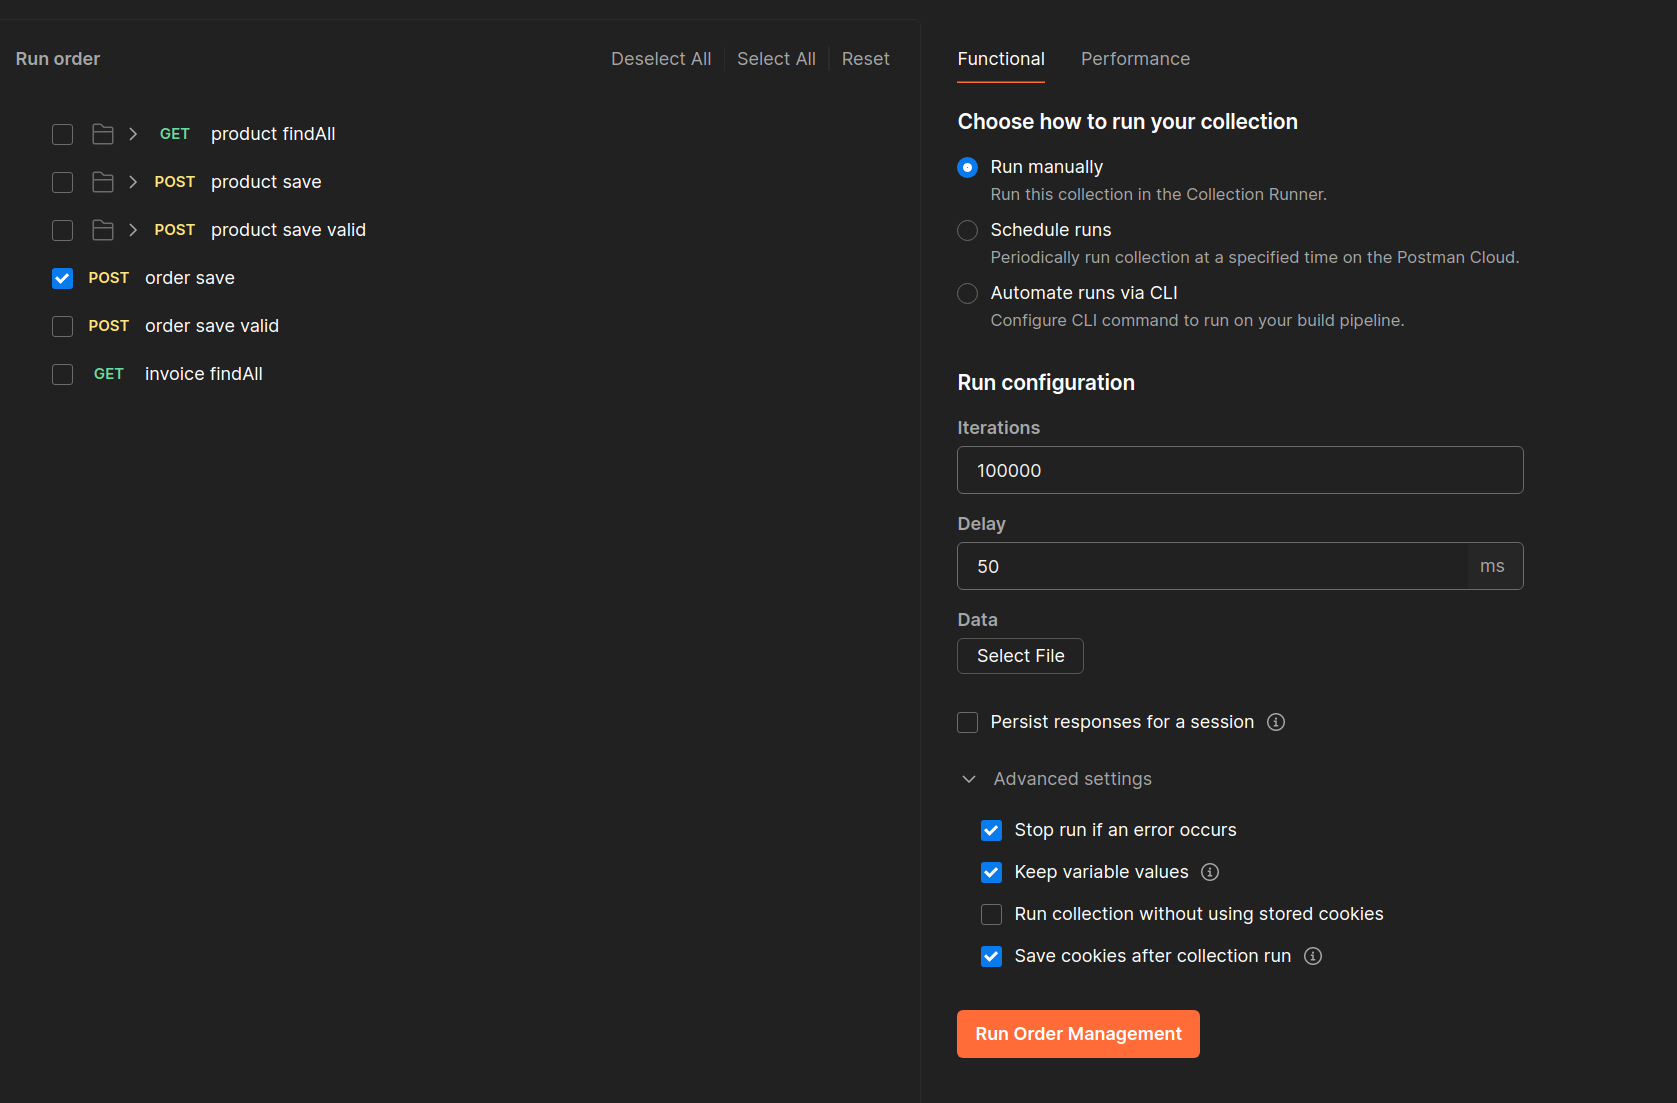 Run order
Deselect All
Select All
Reset
GET product findAll
POST product save
POST product save valid
POST order save
POST order save valid
GET invoice findAll
Functional
Performance
Choose how to run your collection
Run manually
Run this collection in the Collection Runner.
Schedule runs
Periodically run collection at a specified time on the Postman Cloud.
Automate runs via CLI
Configure CLI command to run on your build pipeline.
Run configuration
Iterations
100000
Delay
50 ms
Data
Select File
Persist responses for a session
Advanced settings
Stop run if an error occurs
Keep variable values
Run collection without using stored cookies
Save cookies after collection run
Run Order Management